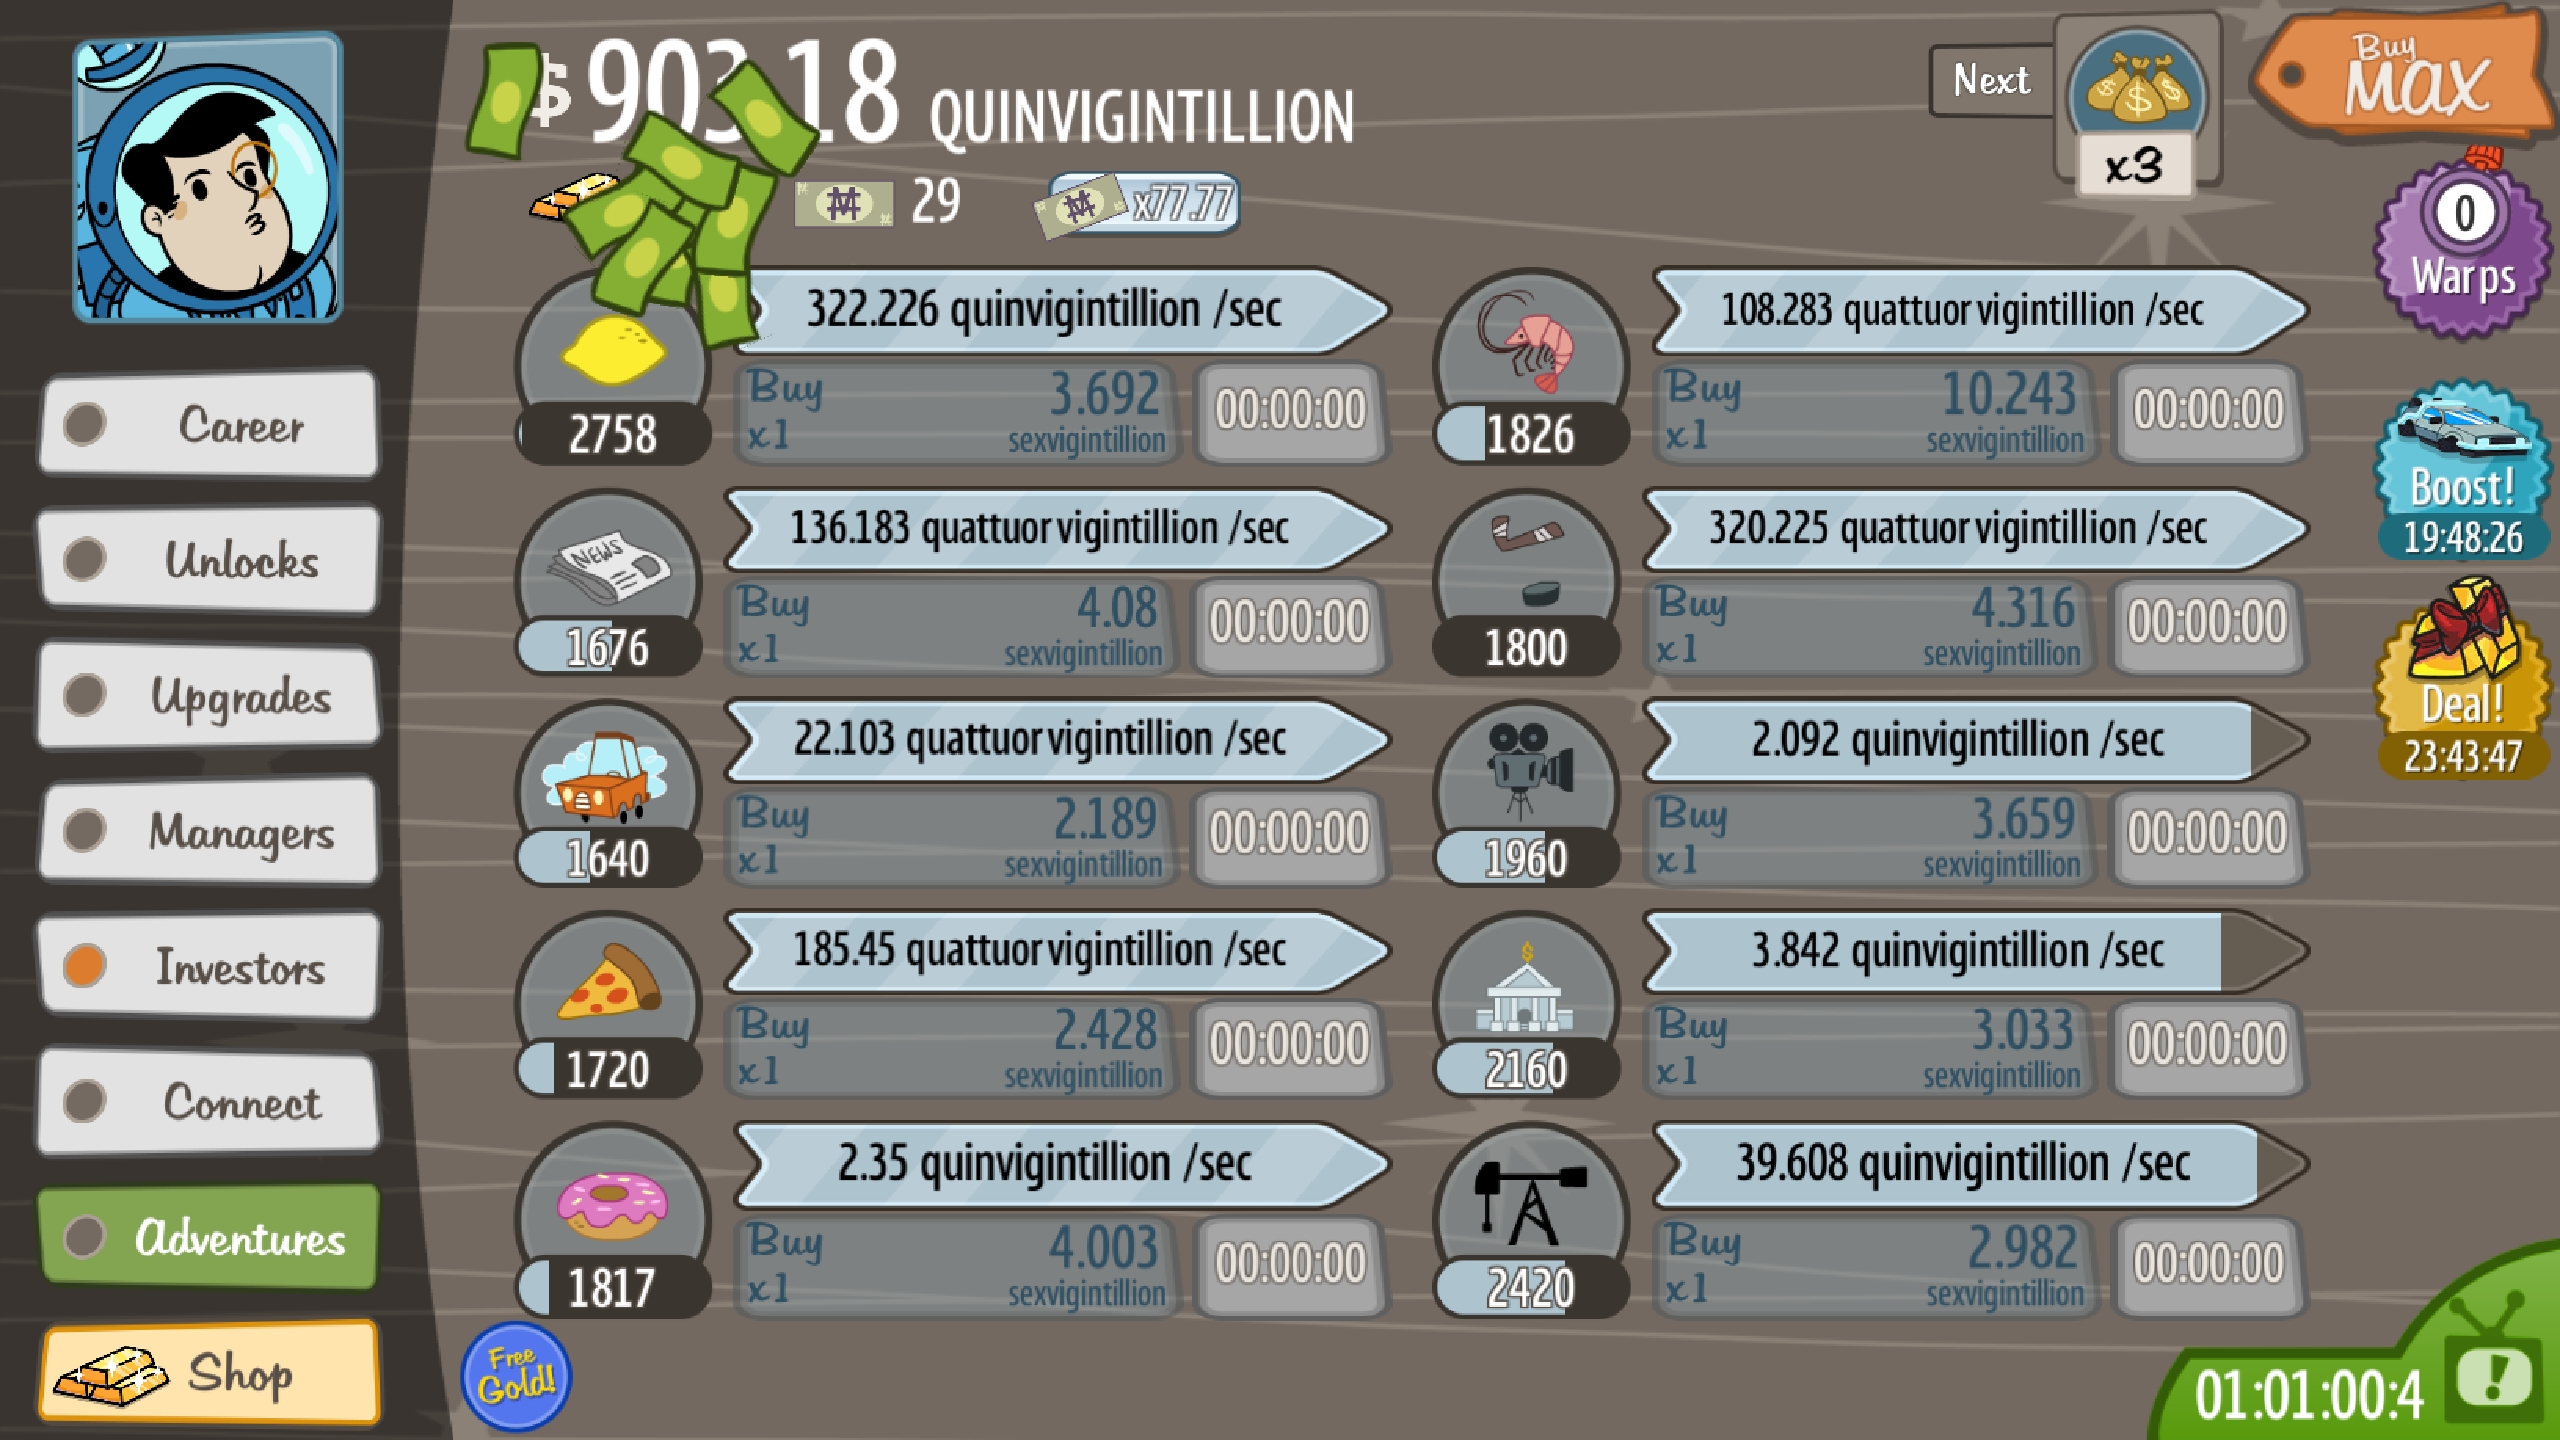 $ 903.18 QUINVIGINTILLION
29
x77.77
Next
x3
Buy
MAX
0
Warps
Boost!
19:48:26
Deal!
23:43:47
Career
Unlocks
Upgrades
Managers
Investors
Connect
Adventures
Shop
Free
Gold!
2758
322.226 quinvigintillion /sec
Buy
x1
3.692
sexvigintillion
00:00:00
NEWS
1676
136.183 quattuorvigintillion /sec
Buy
x1
4.08
sexvigintillion
00:00:00
1640
22.103 quattuorvigintillion /sec
Buy
x1
2.189
sexvigintillion
00:00:00
1720
185.45 quattuorvigintillion /sec
Buy
x1
2.428
sexvigintillion
00:00:00
1817
2.35 quinvigintillion /sec
Buy
x1
4.003
sexvigintillion
00:00:00
1826
108.283 quattuorvigintillion /sec
Buy
x1
10.243
sexvigintillion
00:00:00
1800
320.225 quattuorvigintillion /sec
Buy
x1
4.316
sexvigintillion
00:00:00
1960
2.092 quinvigintillion /sec
Buy
x1
3.659
sexvigintillion
00:00:00
2160
3.842 quinvigintillion /sec
Buy
x1
3.033
sexvigintillion
00:00:00
2420
39.608 quinvigintillion /sec
Buy
x1
2.982
sexvigintillion
00:00:00
01:01:00:4
!